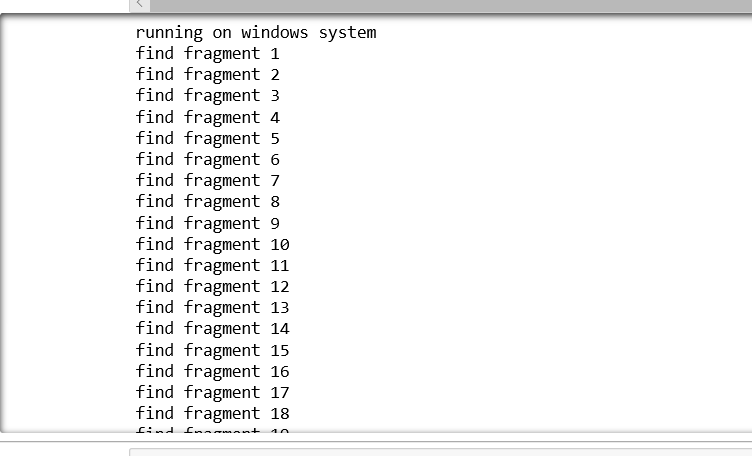 running on windows system
find fragment 1
find fragment 2
find fragment 3
find fragment 4
find fragment 5
find fragment 6
find fragment 7
find fragment 8
find fragment 9
find fragment 10
find fragment 11
find fragment 12
find fragment 13
find fragment 14
find fragment 15
find fragment 16
find fragment 17
find fragment 18
find fragment 19